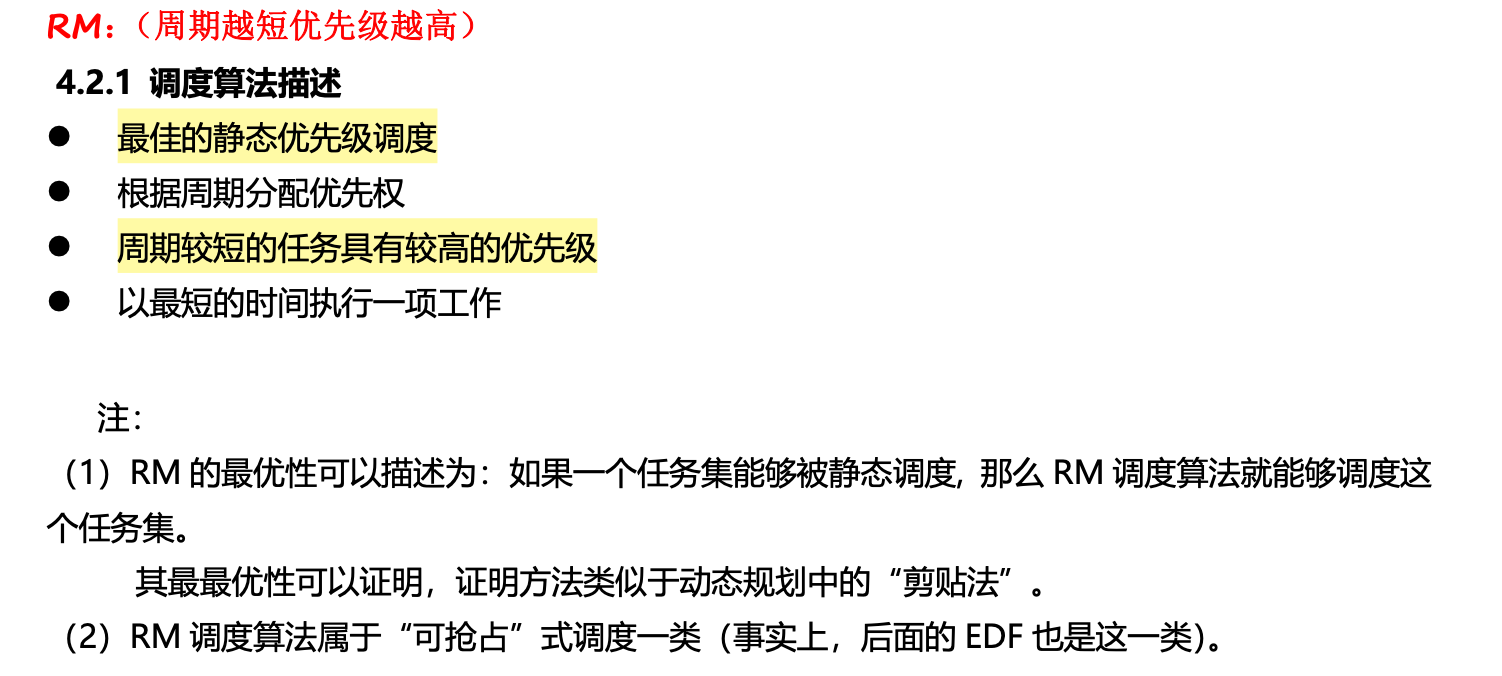 RM：（周期越短优先级越高）
4.2.1 调度算法描述
● 最佳的静态优先级调度
● 根据周期分配优先权
● 周期较短的任务具有较高的优先级
● 以最短的时间执行一项工作
注：
（1）RM 的最优性可以描述为：如果一个任务集能够被静态调度, 那么 RM 调度算法就能够调度这
个任务集。
其最最优性可以证明，证明方法类似于动态规划中的“剪贴法”。
（2）RM 调度算法属于“可抢占”式调度一类（事实上，后面的 EDF 也是这一类）。